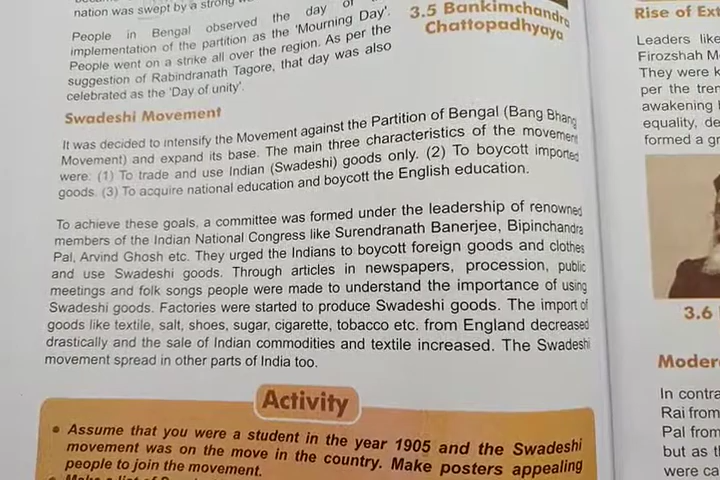 nation was swept by a strong
People in Bengal observed the day of
implementation of the partition as the 'Mourning Day'.
People went on a strike all over the region. As per the
suggestion of Rabindranath Tagore, that day was also
celebrated as the 'Day of unity'.
3.5 Bankimchandra
Chattopadhyaya
Swadeshi Movement
It was decided to intensify the Movement against the Partition of Bengal (Bang Bhang
Movement) and expand its base. The main three characteristics of the movement
were: (1) To trade and use Indian (Swadeshi) goods only. (2) To boycott imported
goods. (3) To acquire national education and boycott the English education.
To achieve these goals, a committee was formed under the leadership of renowned
members of the Indian National Congress like Surendranath Banerjee, Bipinchandra
Pal, Arvind Ghosh etc. They urged the Indians to boycott foreign goods and clothes
and use Swadeshi goods. Through articles in newspapers, procession, public
meetings and folk songs people were made to understand the importance of using
Swadeshi goods. Factories were started to produce Swadeshi goods. The import of
goods like textile, salt, shoes, sugar, cigarette, tobacco etc. from England decreased
drastically and the sale of Indian commodities and textile increased. The Swadeshi
movement spread in other parts of India too.
Activity
• Assume that you were a student in the year 1905 and the Swadeshi
movement was on the move in the country. Make posters appealing
people to join the movement.
Rise of Ext
Leaders like
Firozshah M
They were k
per the tren
awakening
equality, de
formed a gr
3.6
Moder
In contra
Rai from
Pal from
but as t
were ca